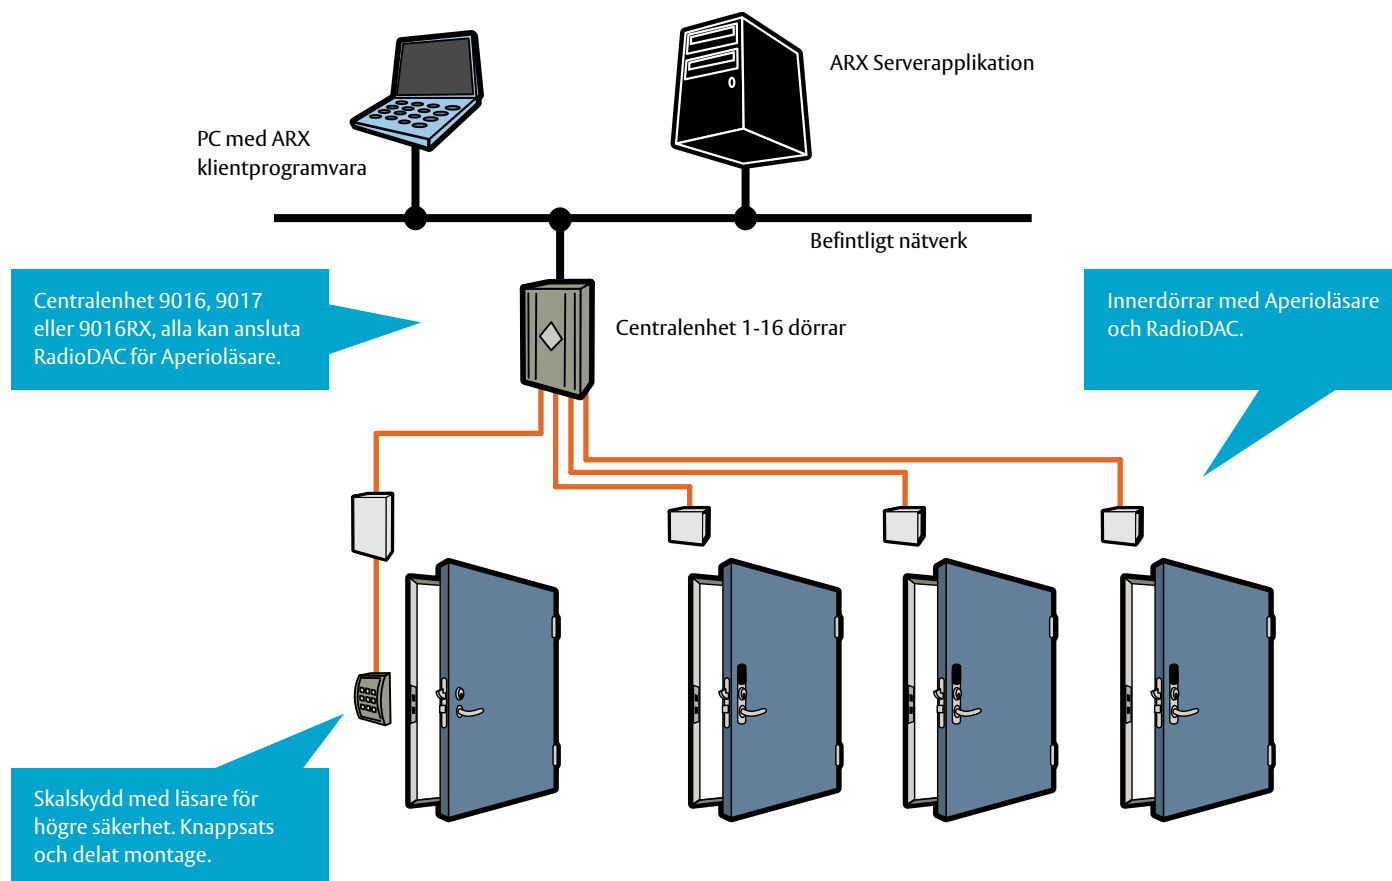 ARX Serverapplikation
PC med ARX
klientprogramvara
Befintligt nätverk
Centralenhet 9016, 9017
eller 9016RX, alla kan ansluta
RadioDAC för Aperioläsare.
Centralenhet 1-16 dörrar
Innerdörrar med Aperioläsare
och RadioDAC.
Skalskydd med läsare för
högre säkerhet. Knappsats
och delat montage.